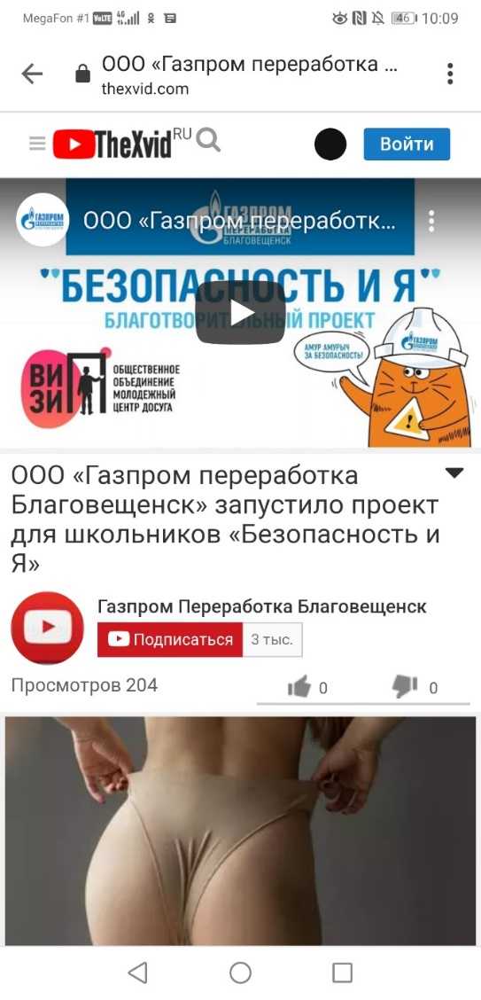 MegaFon #1 VoLTE 4G 46 10:09
ООО «Газпром переработка ...
thexvid.com
TheXvid RU Войти
ООО «Газпром переработк...
ГАЗПРОМ
ПЕРЕРАБОТКА
БЛАГОВЕЩЕНСК
"БЕЗОПАСНОСТЬ И Я"
БЛАГОТВОРИТЕЛЬНЫЙ ПРОЕКТ
АМУР АМУРЫЧ
ЗА БЕЗОПАСНОСТЬ!
ГАЗПРОМ
ВИ
ЗИ
ОБЩЕСТВЕННОЕ
ОБЪЕДИНЕНИЕ
МОЛОДЕЖНЫЙ
ЦЕНТР ДОСУГА
ООО «Газпром переработка
Благовещенск» запустило проект
для школьников «Безопасность и
Я»
Газпром Переработка Благовещенск
Подписаться 3 тыс.
Просмотров 204 0 0